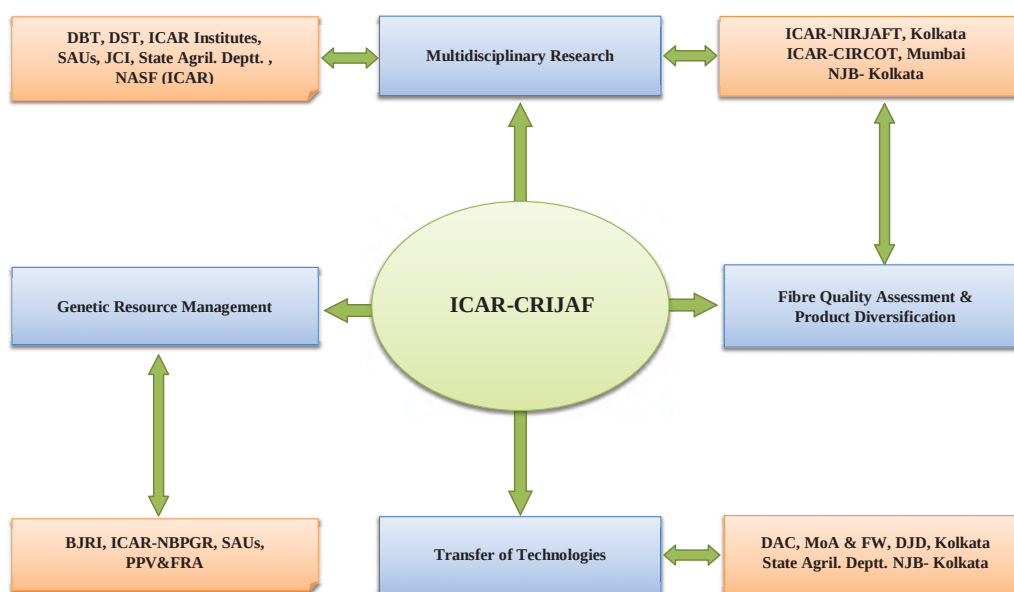 DBT, DST, ICAR Institutes,
SAUs, JCI, State Agril. Deptt. ,
NASF (ICAR)
Multidisciplinary Research
ICAR-NIRJAFT, Kolkata
ICAR-CIRCOT, Mumbai
NJB- Kolkata
Genetic Resource Management
ICAR-CRIJAF
Fibre Quality Assessment &
Product Diversification
BJRI, ICAR-NBPGR, SAUs,
PPV&FRA
Transfer of Technologies
DAC, MoA & FW, DJD, Kolkata
State Agril. Deptt. NJB- Kolkata